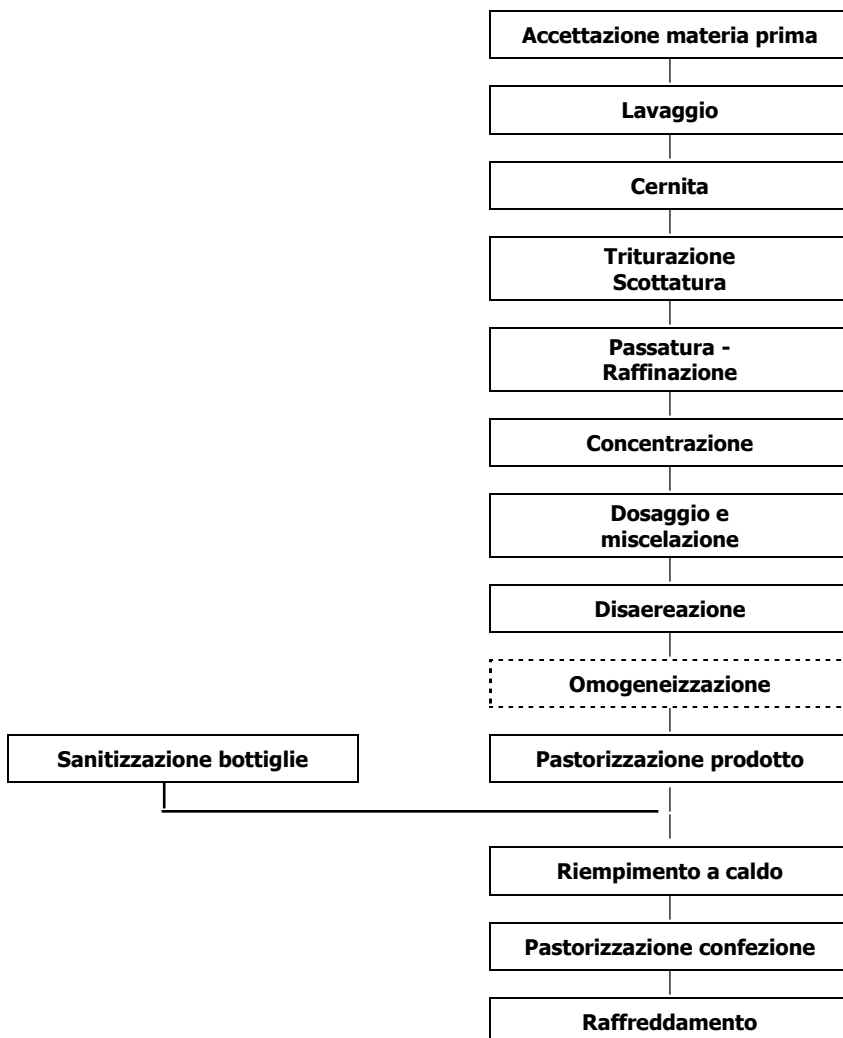 Accettazione materia prima
Lavaggio
Cernita
Triturazione
Scottatura
Passatura -
Raffinazione
Concentrazione
Dosaggio e
miscelazione
Disaereazione
Omogeneizzazione
Sanitizzazione bottiglie
Pastorizzazione prodotto
Riempimento a caldo
Pastorizzazione confezione
Raffreddamento